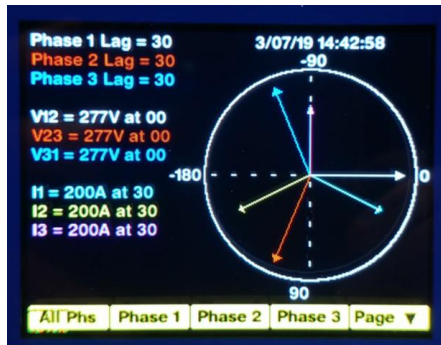 Phase 1 Lag = 30
Phase 2 Lag = 30
Phase 3 Lag = 30
3/07/19 14:42:58
-90
V12 = 277V at 00
V23 = 277V at 00
V31 = 277V at 00
-180
0
I1 = 200A at 30
I2 = 200A at 30
I3 = 200A at 30
90
All Phs Phase 1 Phase 2 Phase 3 Page ▼